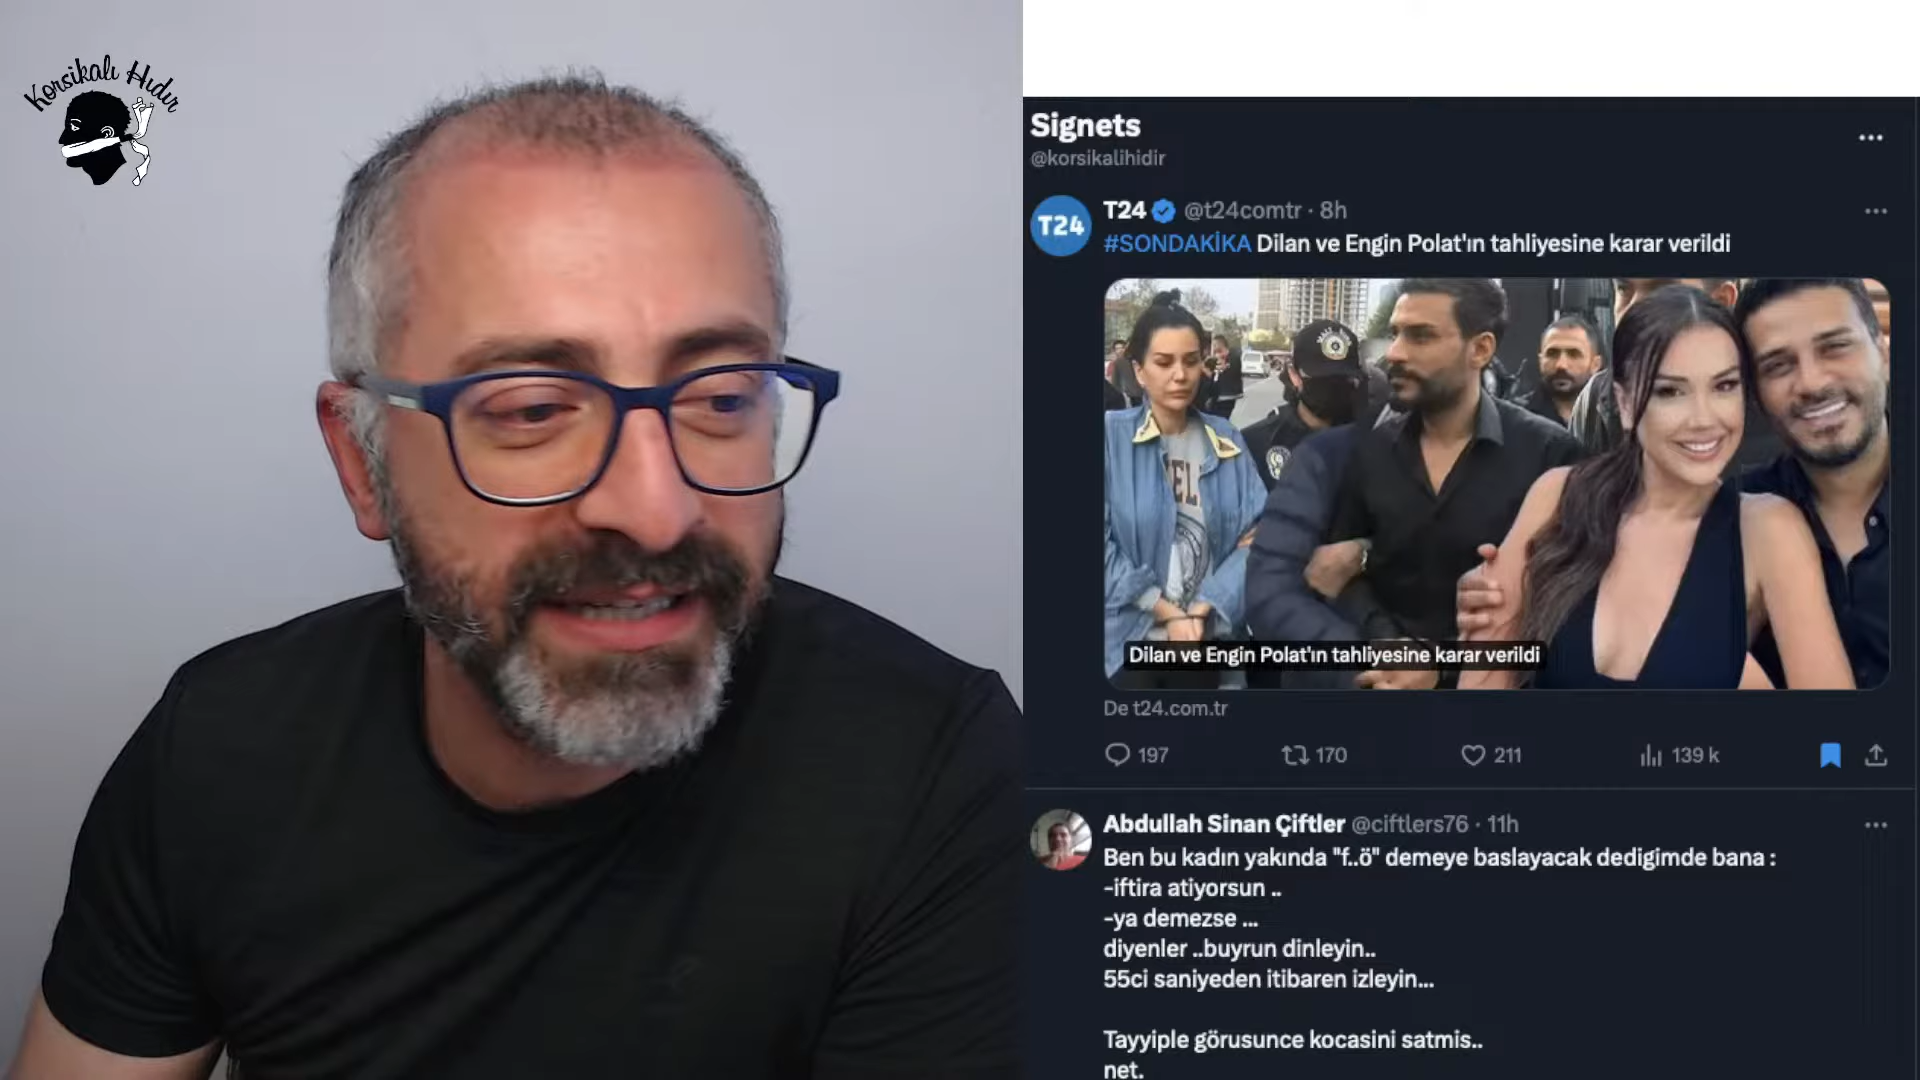 Korsikalı Hıdır
Signets
@korsikalihidir
T24 @t24comtr · 8h
T24
#SONDAKİKA Dilan ve Engin Polat'ın tahliyesine karar verildi
Dilan ve Engin Polat'ın tahliyesine karar verildi
De t24.com.tr
197 170 211 139 k
Abdullah Sinan Çiftler @ciftlers76 · 11h
Ben bu kadın yakında "f..ö" demeye baslayacak dedigimde bana :
-iftira atiyorsun ..
-ya demezse ...
diyenler ..buyrun dinleyin..
55ci saniyeden itibaren izleyin...
Tayyiple görusunce kocasini satmis..
net.